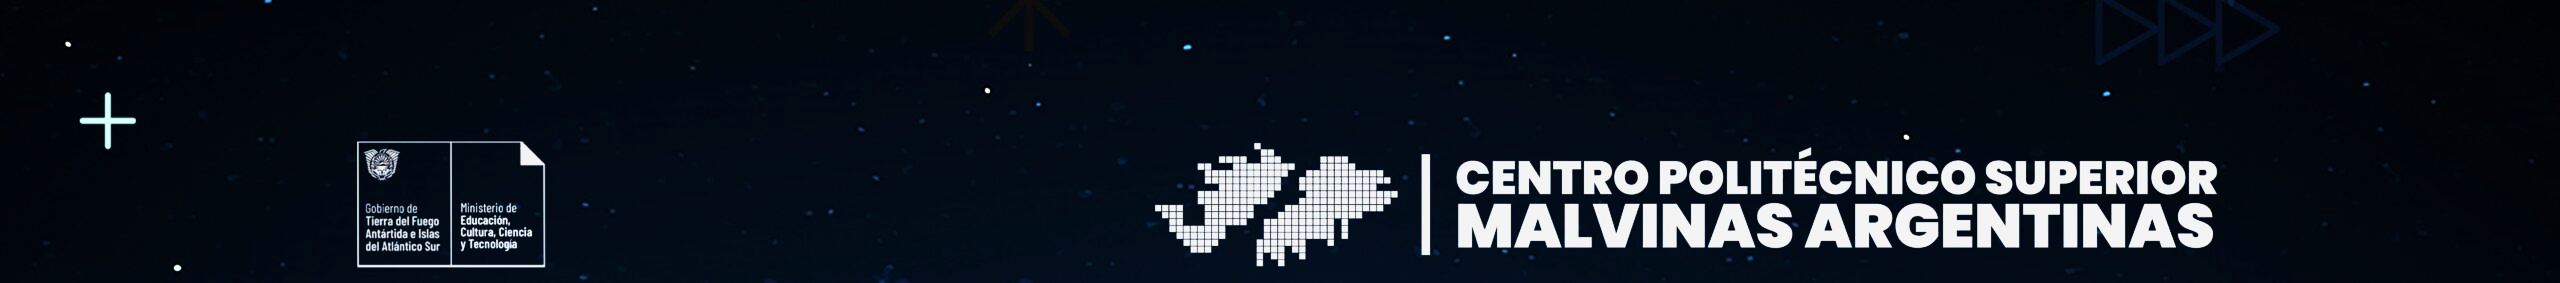 Gobierno de
Tierra del Fuego
Antártida e Islas
del Atlántico Sur
Ministerio de
Educación,
Cultura, Ciencia
y Tecnología
CENTRO POLITÉCNICO SUPERIOR
MALVINAS ARGENTINAS